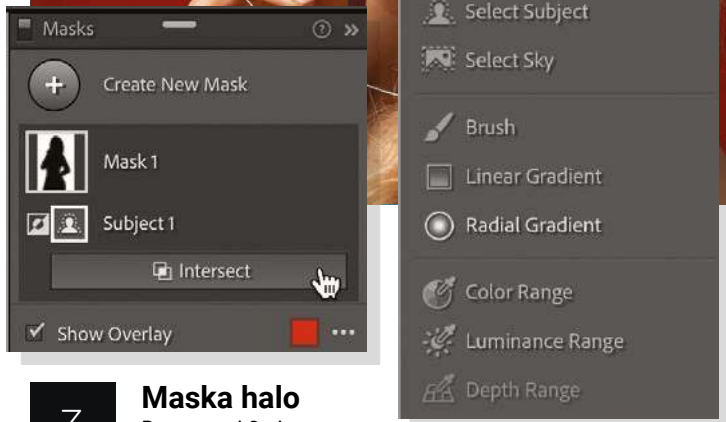 Masks
Create New Mask
Mask 1
Subject 1
Intersect
Show Overlay
Select Subject
Select Sky
Brush
Linear Gradient
Radial Gradient
Color Range
Luminance Range
Depth Range
Maska halo